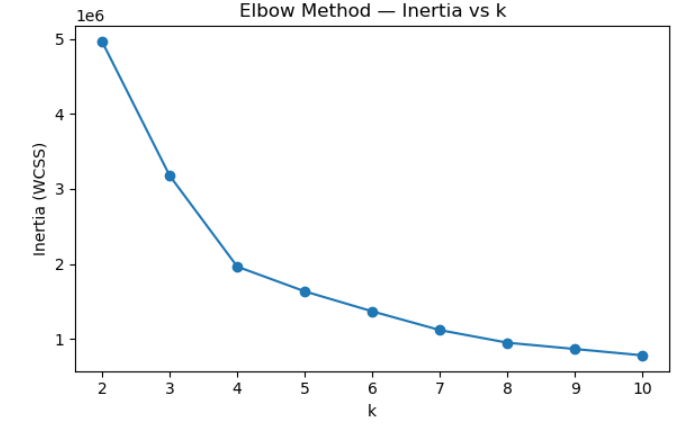 Elbow Method — Inertia vs k
1e6
5
4
3
2
1
Inertia (WCSS)
2 3 4 5 6 7 8 9 10
k